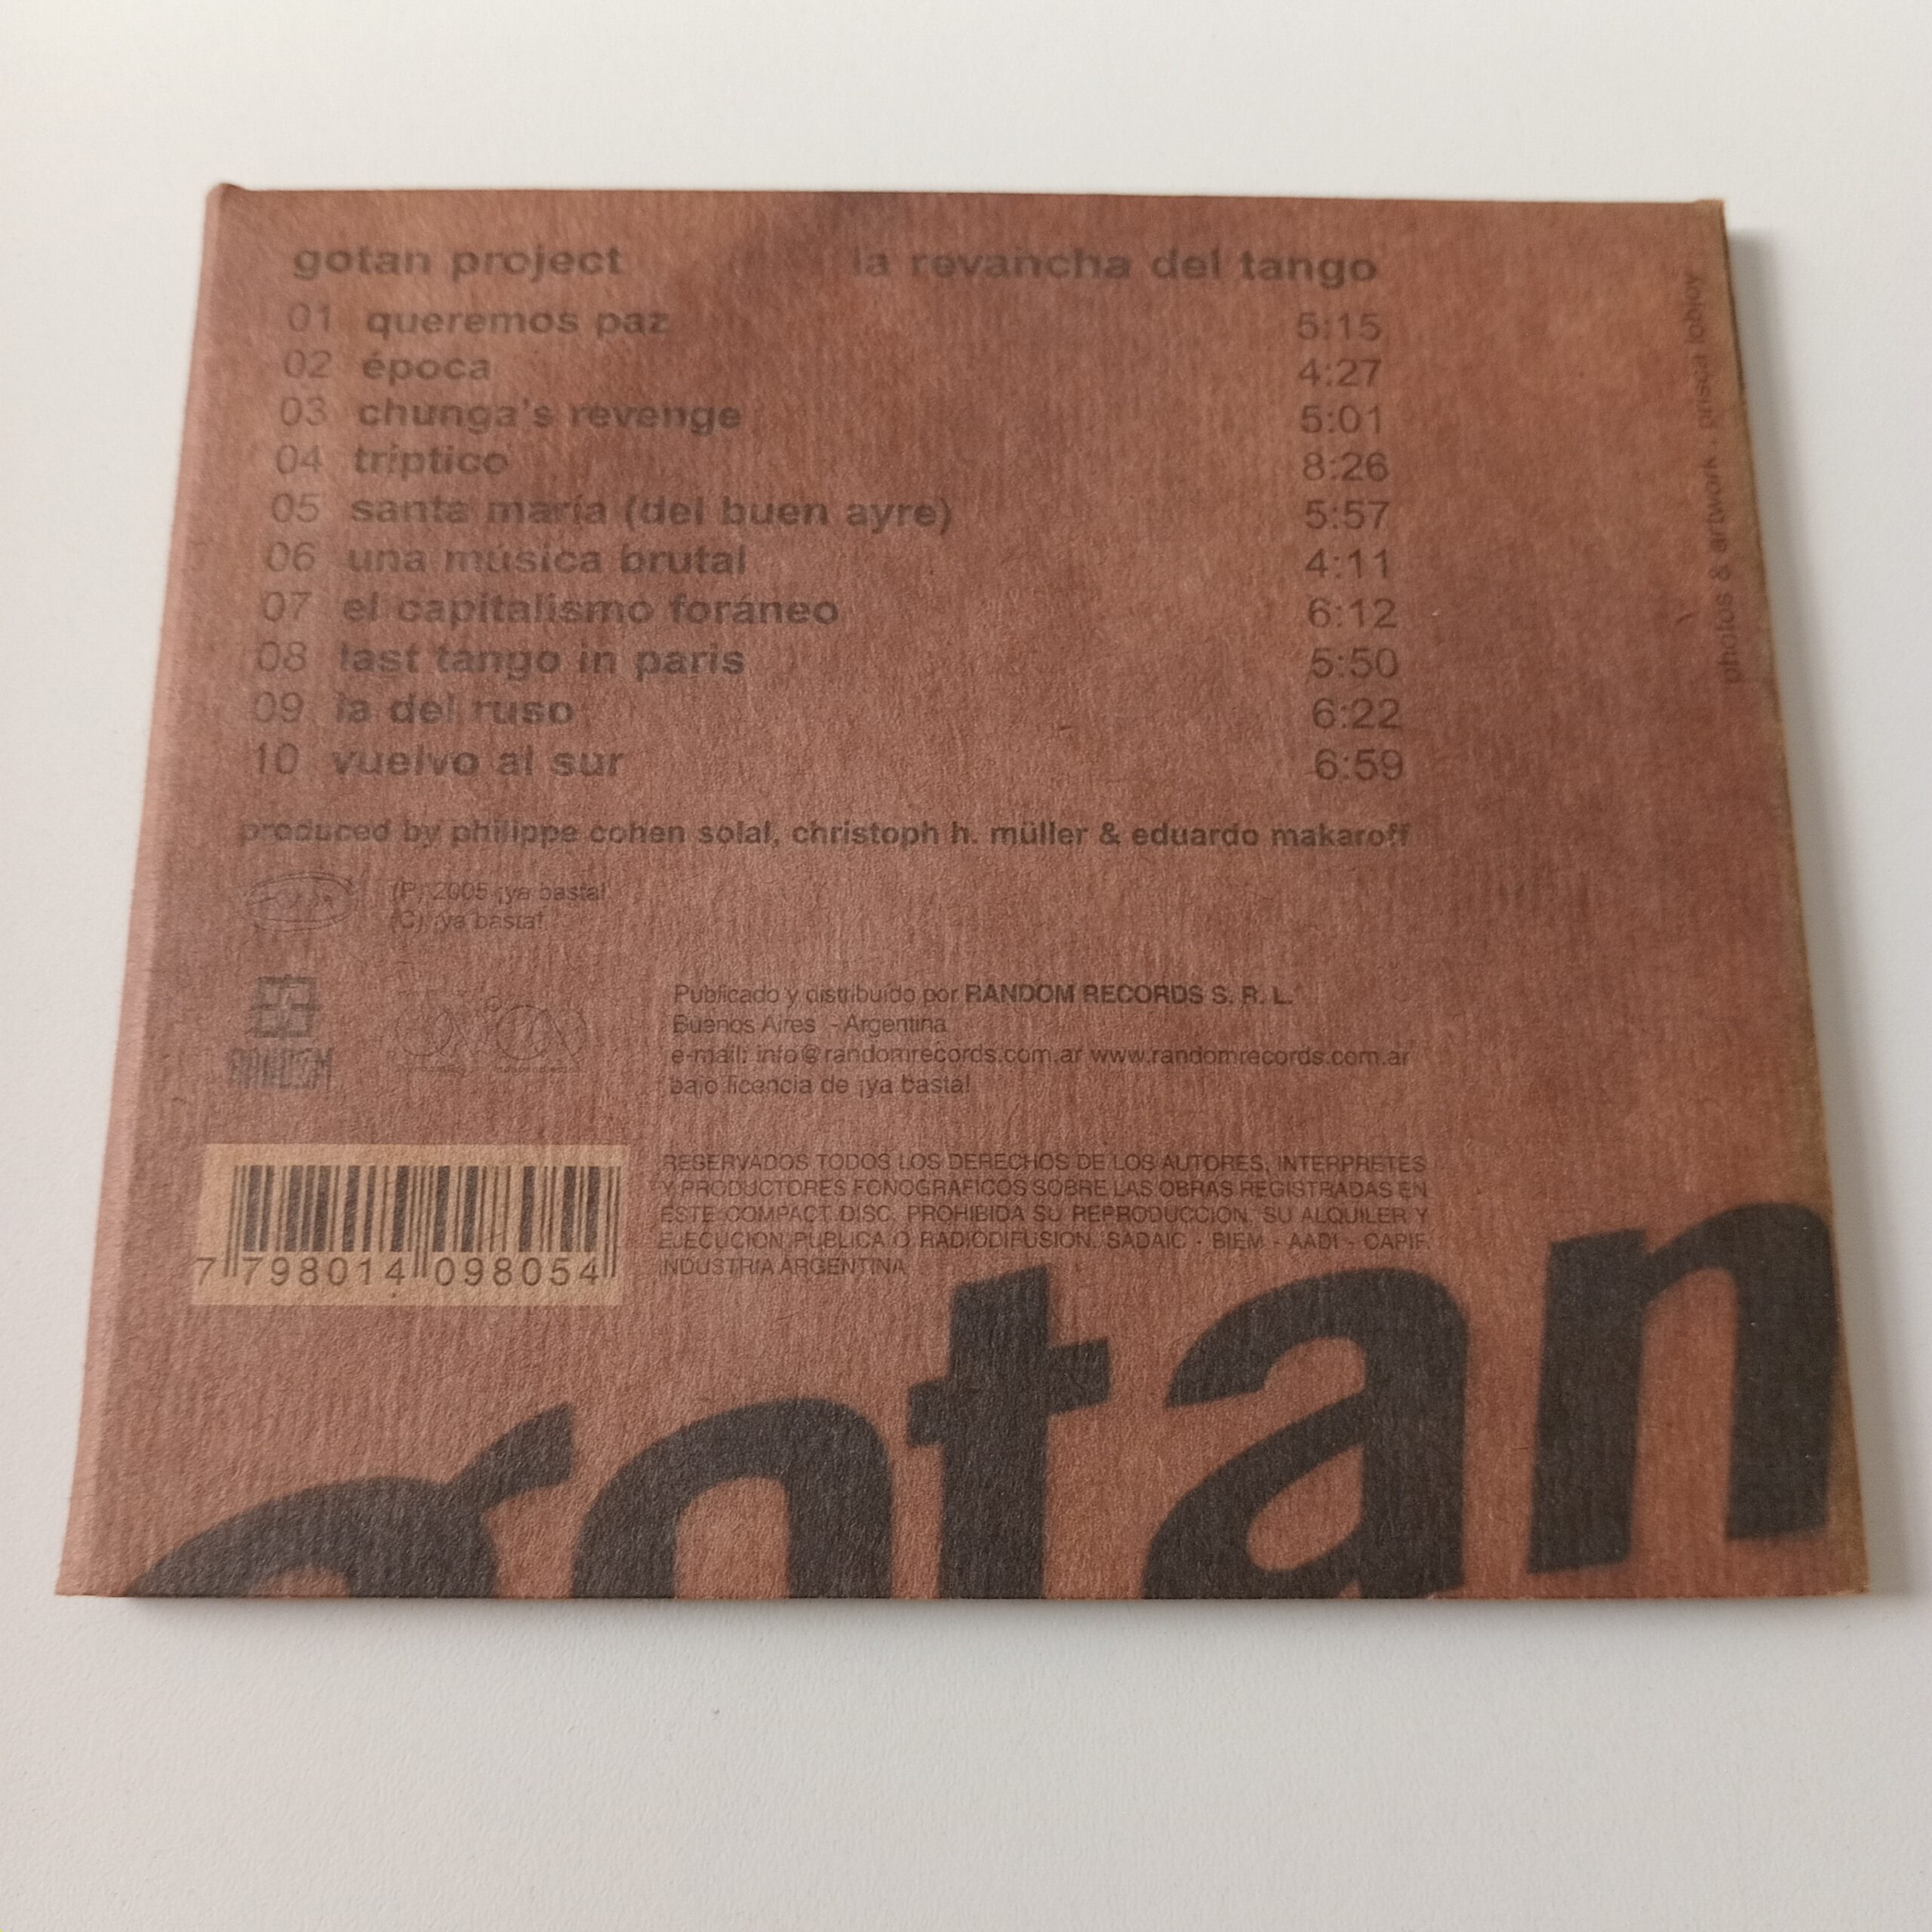 gotan project la revancha del tango
01 queremos paz 5:15
02 época 4:27
03 chunga's revenge 5:01
04 tríptico 8:26
05 santa maría (del buen ayre) 5:57
06 una música brutal 4:11
07 el capitalismo foráneo 6:12
08 last tango in paris 5:50
09 la del ruso 6:22
10 vuelvo al sur 6:59
produced by philippe cohen solal, christoph h. müller & eduardo makaroff
(P) 2005 ¡ya basta!
(C) ¡ya basta!
RANDOM
Publicado y distribuído por RANDOM RECORDS S. R. L.
Buenos Aires - Argentina
e-mail: info@randomrecords.com.ar www.randomrecords.com.ar
bajo licencia de ¡ya basta!
RESERVADOS TODOS LOS DERECHOS DE LOS AUTORES, INTERPRETES
Y PRODUCTORES FONOGRAFICOS SOBRE LAS OBRAS REGISTRADAS EN
ESTE COMPACT DISC. PROHIBIDA SU REPRODUCCION, SU ALQUILER Y
EJECUCION PUBLICA O RADIODIFUSION. SADAIC - BIEM - AADI - CAPIF.
INDUSTRIA ARGENTINA
7 798014 098054
gotan
photos & artwork . prisca lobjoy